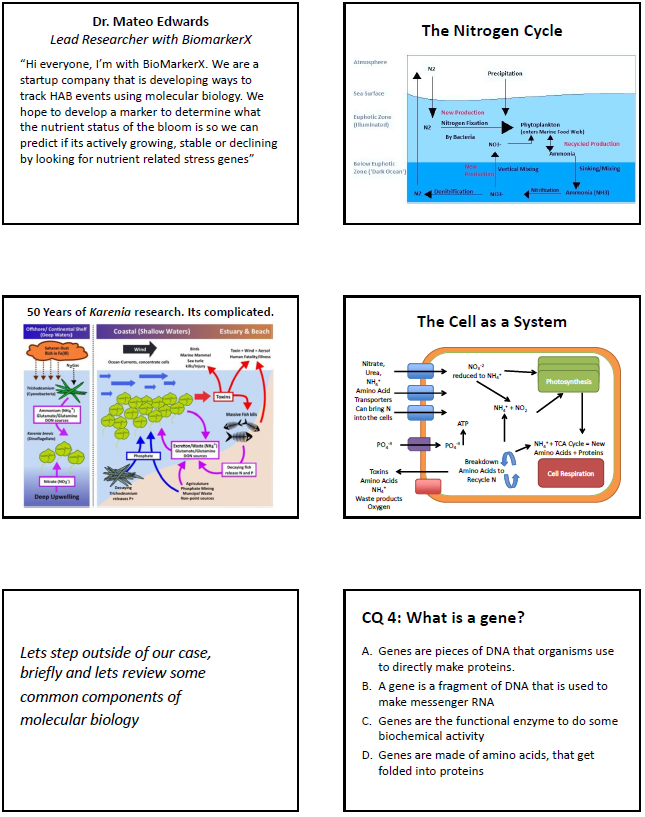 Dr. Mateo Edwards
Lead Researcher with BiomarkerX
“Hi everyone, I’m with BioMarkerX. We are a
startup company that is developing ways to
track HAB events using molecular biology. We
hope to develop a marker to determine what
the nutrient status of the bloom is so we can
predict if its actively growing, stable or declining
by looking for nutrient related stress genes”
The Nitrogen Cycle
Atmosphere
N2
Precipitation
Sea Surface
Euphotic Zone
(Illuminated)
New Production
N2
Nitrogen Fixation
By Bacteria
Phytoplankton
(enters Marine Food Web)
NO3-
Recycled Production
Ammonia
Below Euphotic
Zone ('Dark Ocean')
New
Production
Vertical Mixing
Sinking/Mixing
N2
Denitrification
NO3-
Nitrification
Ammonia (NH3)
50 Years of Karenia research. Its complicated.
Offshore/ Continental Shelf
(Deep Waters)
Coastal (Shallow Waters)
Estuary & Beach
Saharan Dust
Rich in Fe(III)
N2 Gas
Trichodesmium
(Cyanobacteria)
Ammonium (NH4+)
Glutamate/Glutamine
DON sources
Karenia brevis
(Dinoflagellate)
Nitrate (NO3-)
Deep Upwelling
Wind
Ocean Currents, concentrate cells
Birds
Marine Mammal
Sea turtle
kills/Injury
Toxin + Wind = Aerosol
Human Fatality/Illness
Toxins
Massive Fish kills
Excretion/Waste (NH4+)
Glutamate/Glutamine
DON sources
Phosphate
Decaying fish
release N and P
Decaying
Trichodesmium
releases P+
Agriculture
Phosphate Mining
Municipal Waste
Non-point sources
The Cell as a System
Nitrate,
Urea,
NH4+
Amino Acid
Transporters
Can bring N
into the cells
NO3-2
reduced to NH4+
Photosynthesis
NH4+ + NO2
ATP
PO4-4
PO4-4
NH4+ + TCA Cycle = New
Amino Acids + Proteins
Breakdown
Amino Acids to
Recycle N
Cell Respiration
Toxins
Amino Acids
NH4+
Waste products
Oxygen
Lets step outside of our case,
briefly and lets review some
common components of
molecular biology
CQ 4: What is a gene?
A. Genes are pieces of DNA that organisms use
to directly make proteins.
B. A gene is a fragment of DNA that is used to
make messenger RNA
C. Genes are the functional enzyme to do some
biochemical activity
D. Genes are made of amino acids, that get
folded into proteins